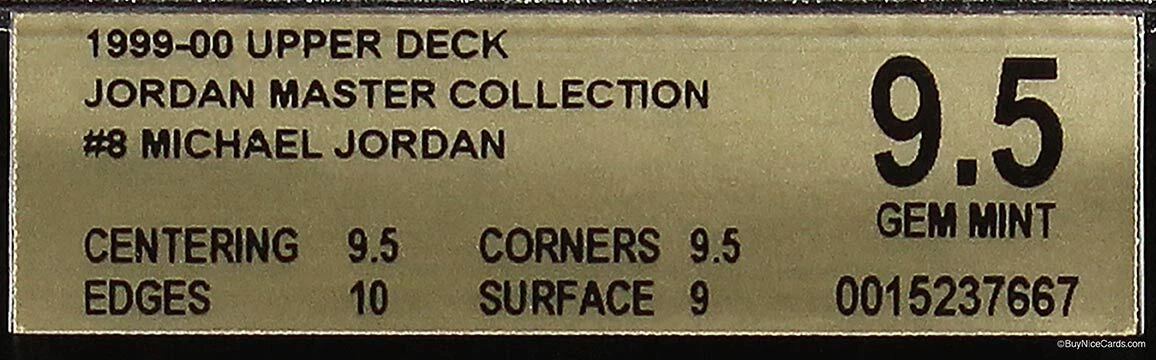 1999-00 UPPER DECK
JORDAN MASTER COLLECTION
#8 MICHAEL JORDAN
9.5
GEM MINT
CENTERING 9.5 CORNERS 9.5
EDGES 10 SURFACE 9
0015237667
©BuyNiceCards.com